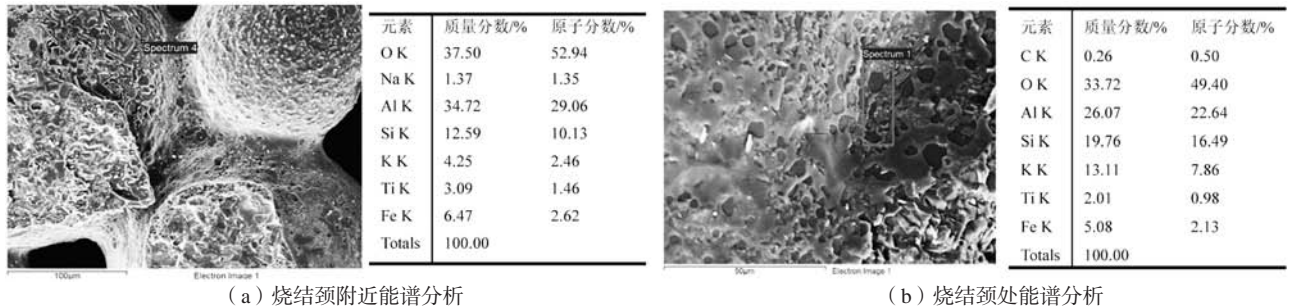 Spectrum 4
100μm
Electron Image 1
元素 质量分数/% 原子分数/%
O K 37.50 52.94
Na K 1.37 1.35
Al K 34.72 29.06
Si K 12.59 10.13
K K 4.25 2.46
Ti K 3.09 1.46
Fe K 6.47 2.62
Totals 100.00
(a)烧结颈附近能谱分析
Spectrum 1
50μm
Electron Image 1
元素 质量分数/% 原子分数/%
C K 0.26 0.50
O K 33.72 49.40
Al K 26.07 22.64
Si K 19.76 16.49
K K 13.11 7.86
Ti K 2.01 0.98
Fe K 5.08 2.13
Totals 100.00
(b)烧结颈处能谱分析